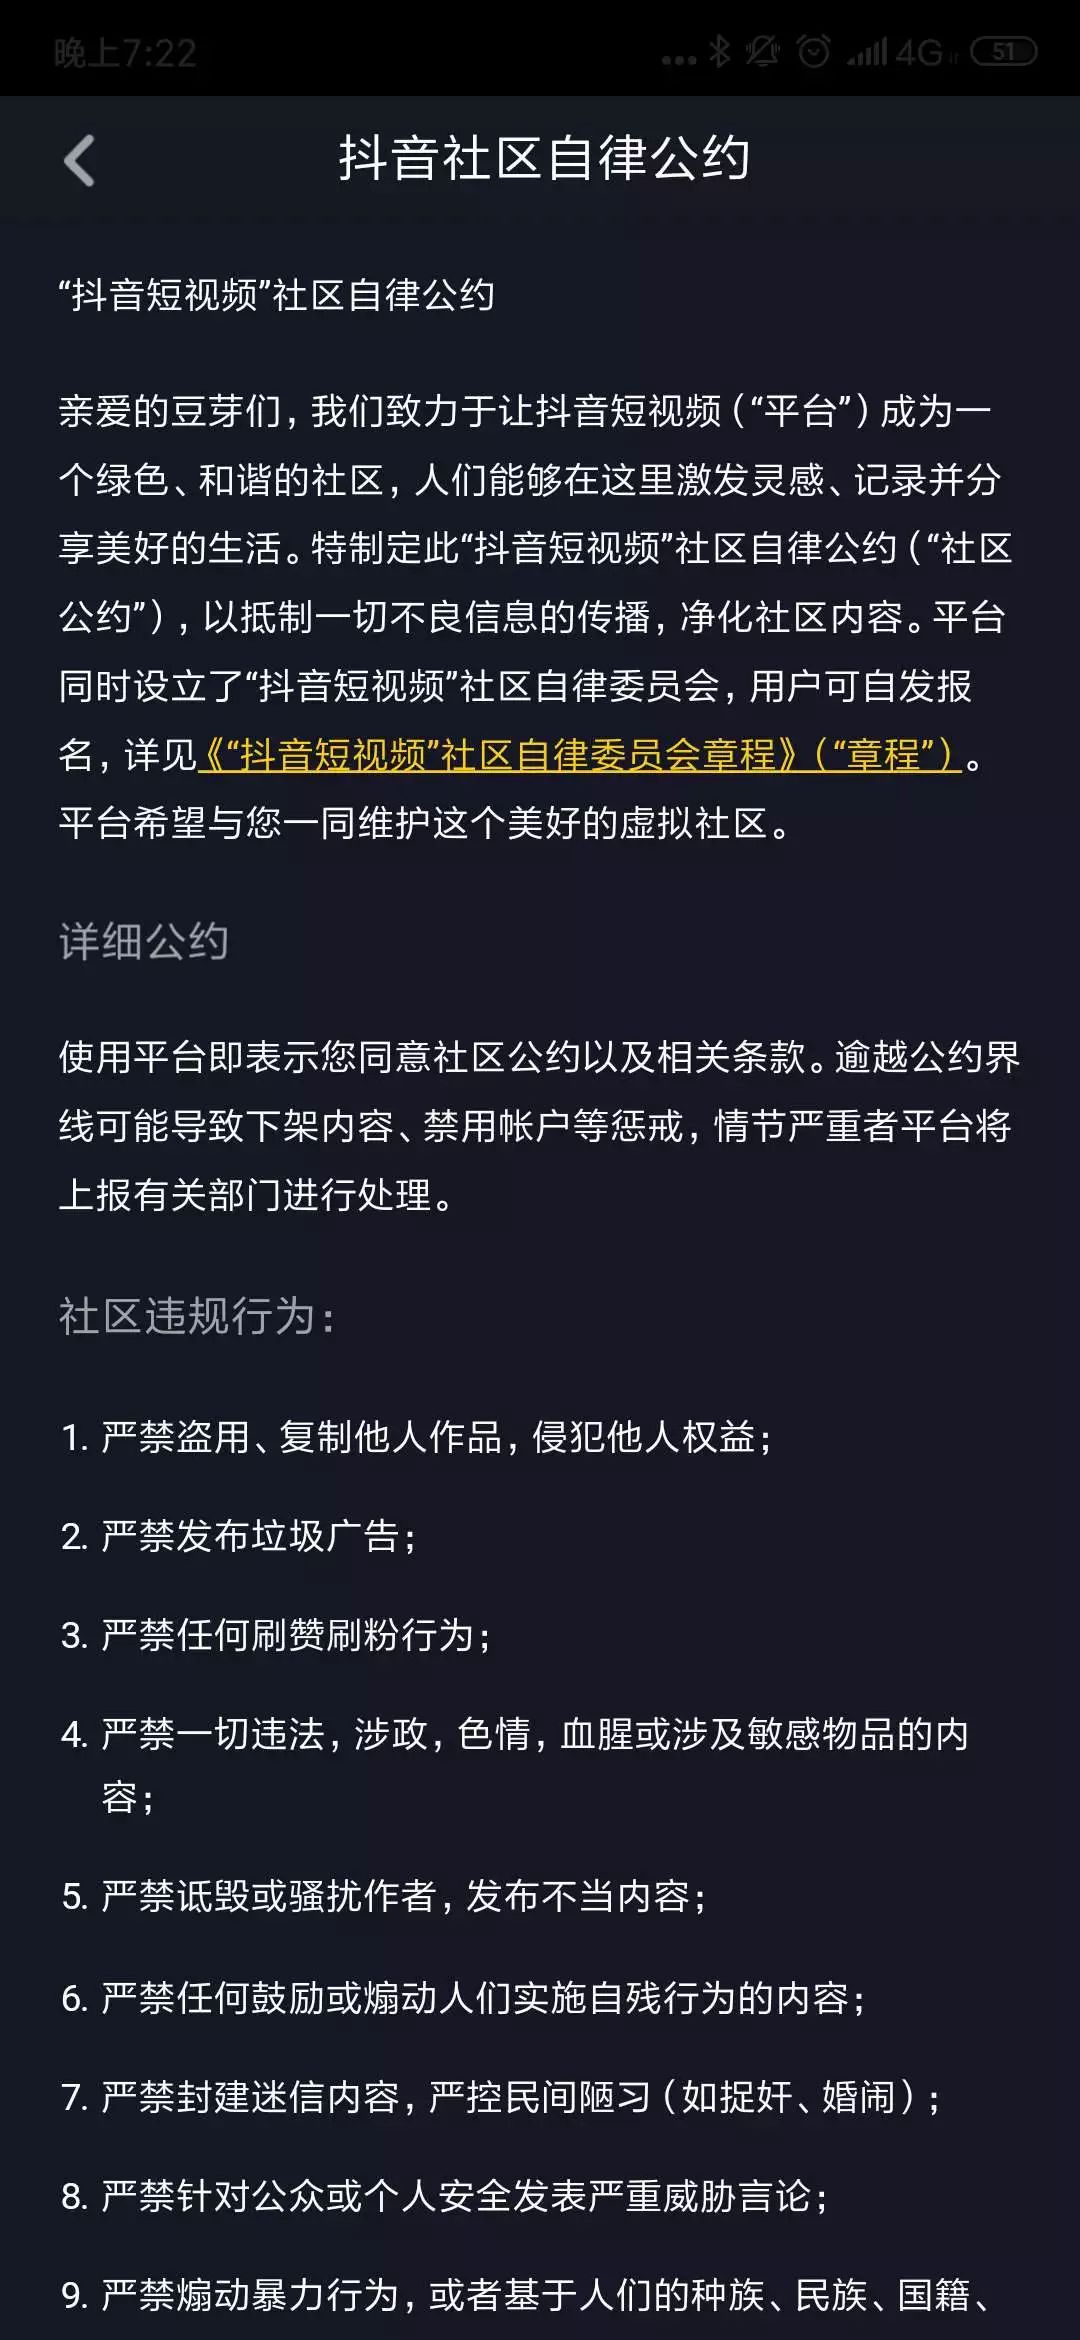 晚上7:22
4G
51
抖音社区自律公约
“抖音短视频”社区自律公约
亲爱的豆芽们，我们致力于让抖音短视频（“平台”）成为一
个绿色、和谐的社区，人们能够在这里激发灵感、记录并分
享美好的生活。特制定此“抖音短视频”社区自律公约（“社区
公约”），以抵制一切不良信息的传播，净化社区内容。平台
同时设立了“抖音短视频”社区自律委员会，用户可自发报
名，详见《“抖音短视频”社区自律委员会章程》（“章程”）。
平台希望与您一同维护这个美好的虚拟社区。
详细公约
使用平台即表示您同意社区公约以及相关条款。逾越公约界
线可能导致下架内容、禁用帐户等惩戒，情节严重者平台将
上报有关部门进行处理。
社区违规行为：
1. 严禁盗用、复制他人作品，侵犯他人权益；
2. 严禁发布垃圾广告；
3. 严禁任何刷赞刷粉行为；
4. 严禁一切违法，涉政，色情，血腥或涉及敏感物品的内
容；
5. 严禁诋毁或骚扰作者，发布不当内容；
6. 严禁任何鼓励或煽动人们实施自残行为的内容；
7. 严禁封建迷信内容，严控民间陋习（如捉奸、婚闹）；
8. 严禁针对公众或个人安全发表严重威胁言论；
9. 严禁煽动暴力行为，或者基于人们的种族、民族、国籍、